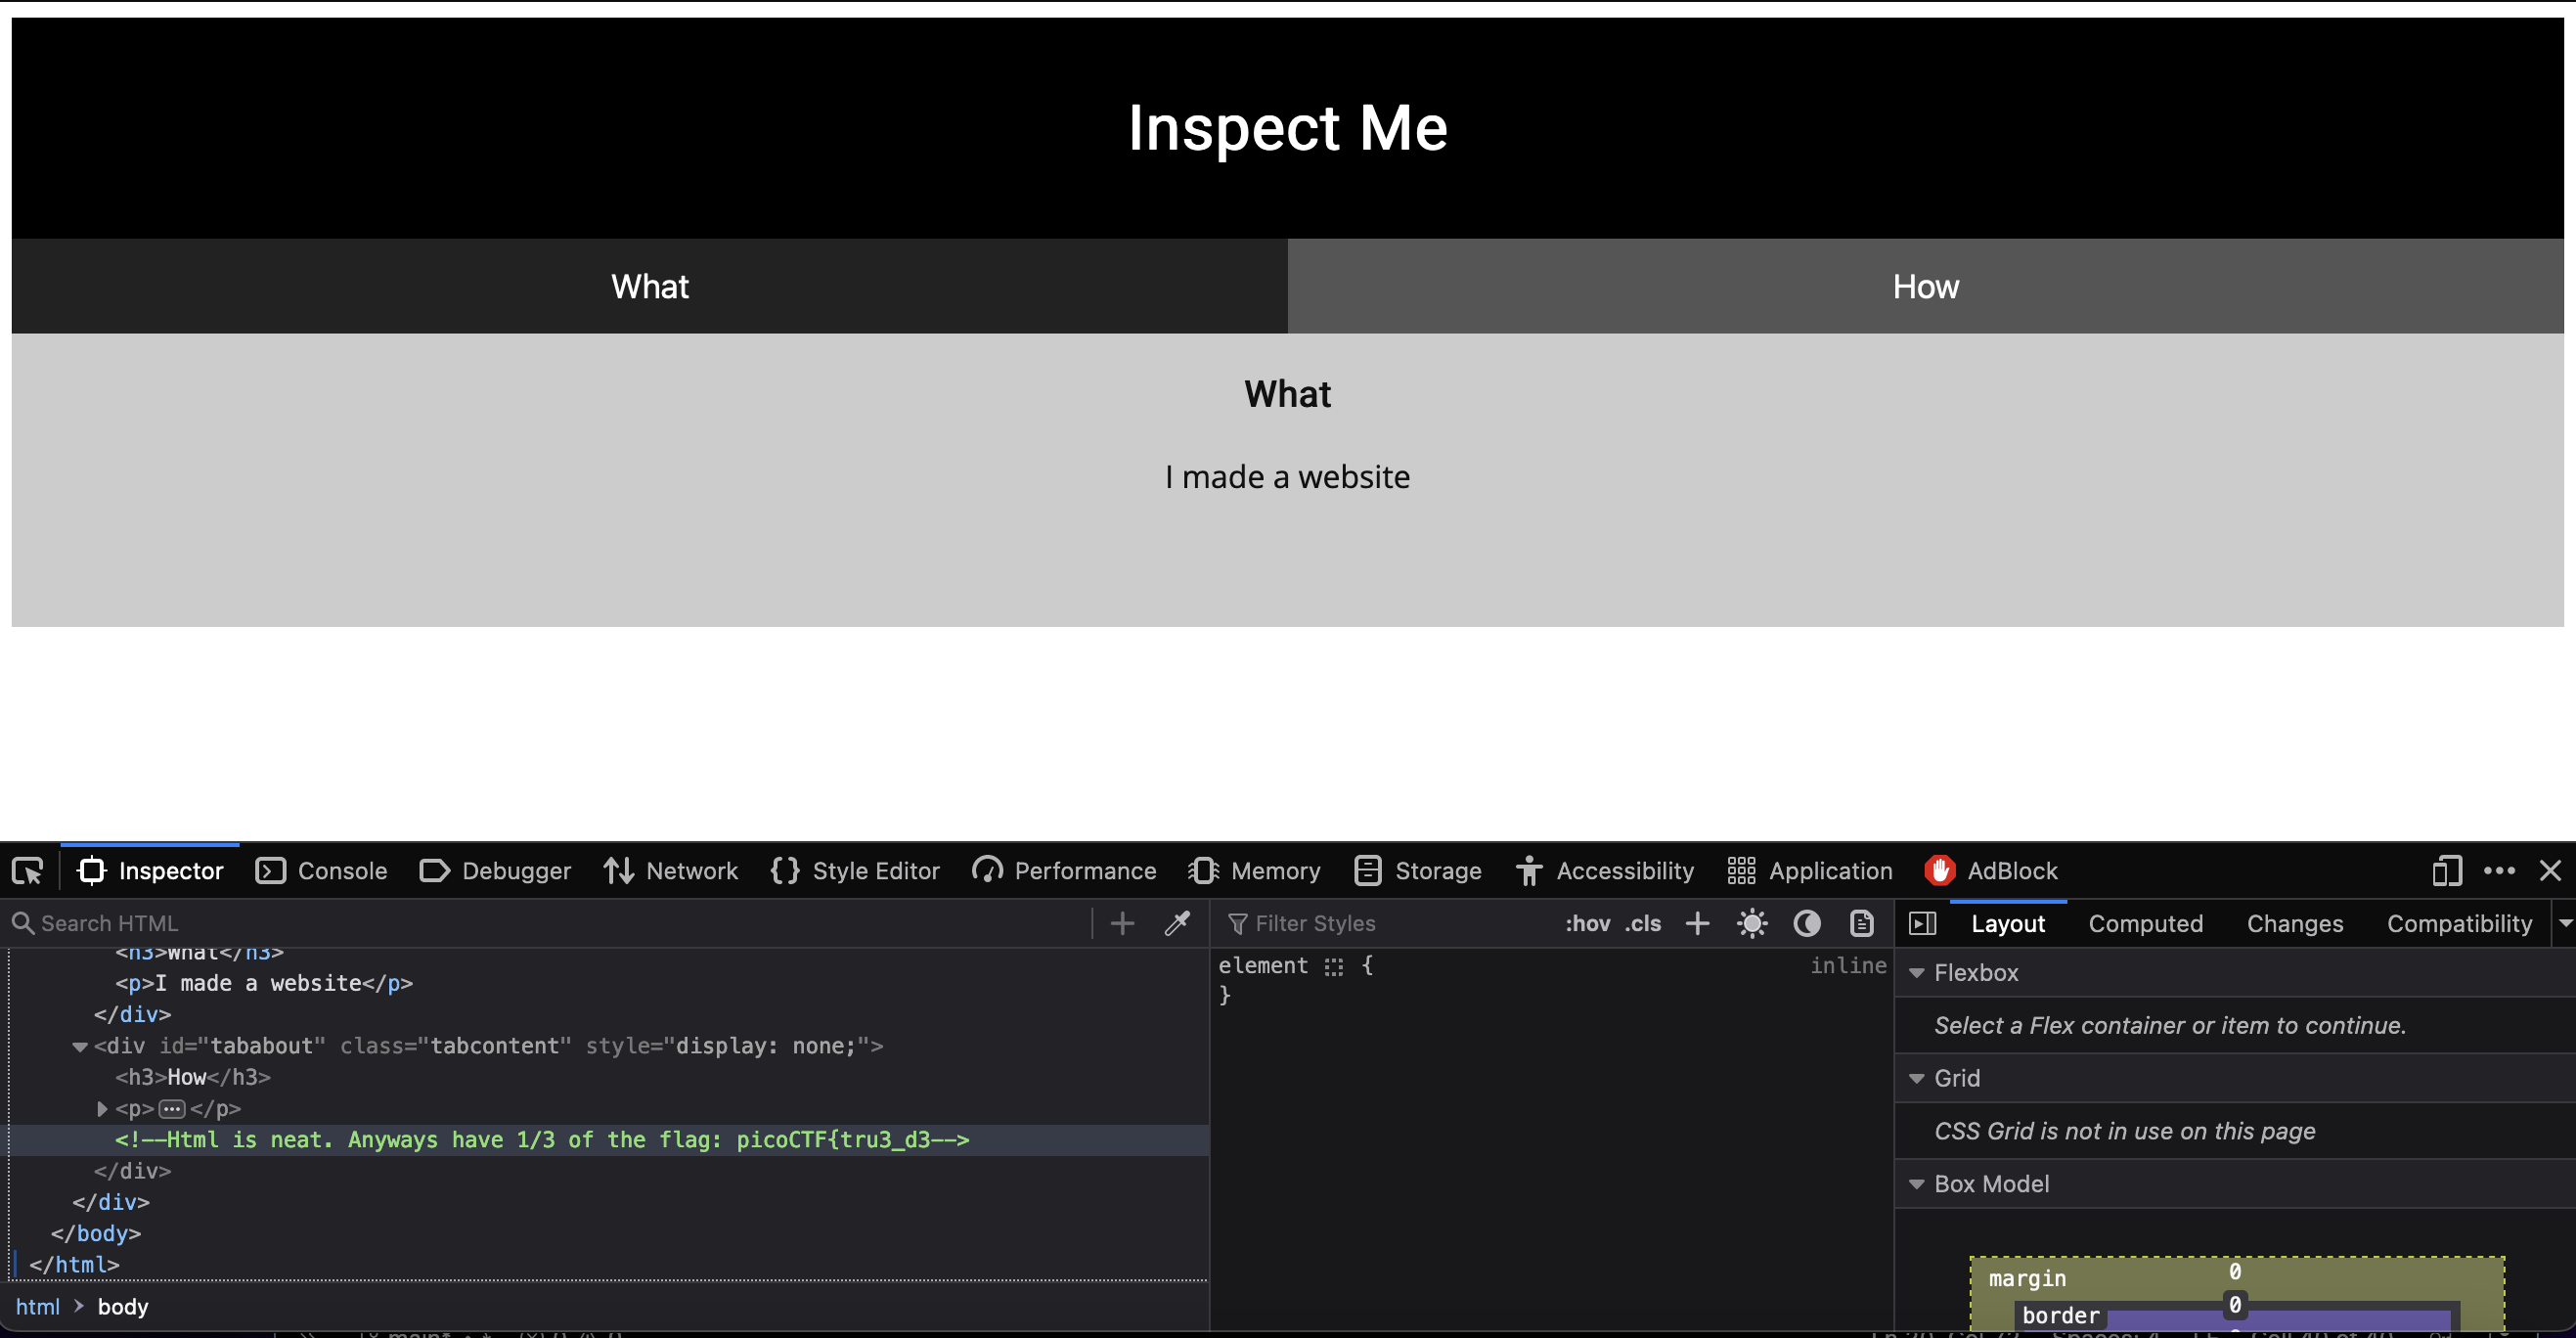 Inspect Me
What How
What
I made a website
Inspector Console Debugger Network Style Editor Performance Memory Storage Accessibility Application AdBlock
Search HTML
Filter Styles :hov .cls
Layout Computed Changes Compatibility
<h3>What</h3>
<p>I made a website</p>
</div>
<div id="tababout" class="tabcontent" style="display: none;">
<h3>How</h3>
<p>…</p>
<!--Html is neat. Anyways have 1/3 of the flag: picoCTF{tru3_d3-->
</div>
</div>
</body>
</html>
html > body
element { inline
}
Flexbox
Select a Flex container or item to continue.
Grid
CSS Grid is not in use on this page
Box Model
margin 0
border 0